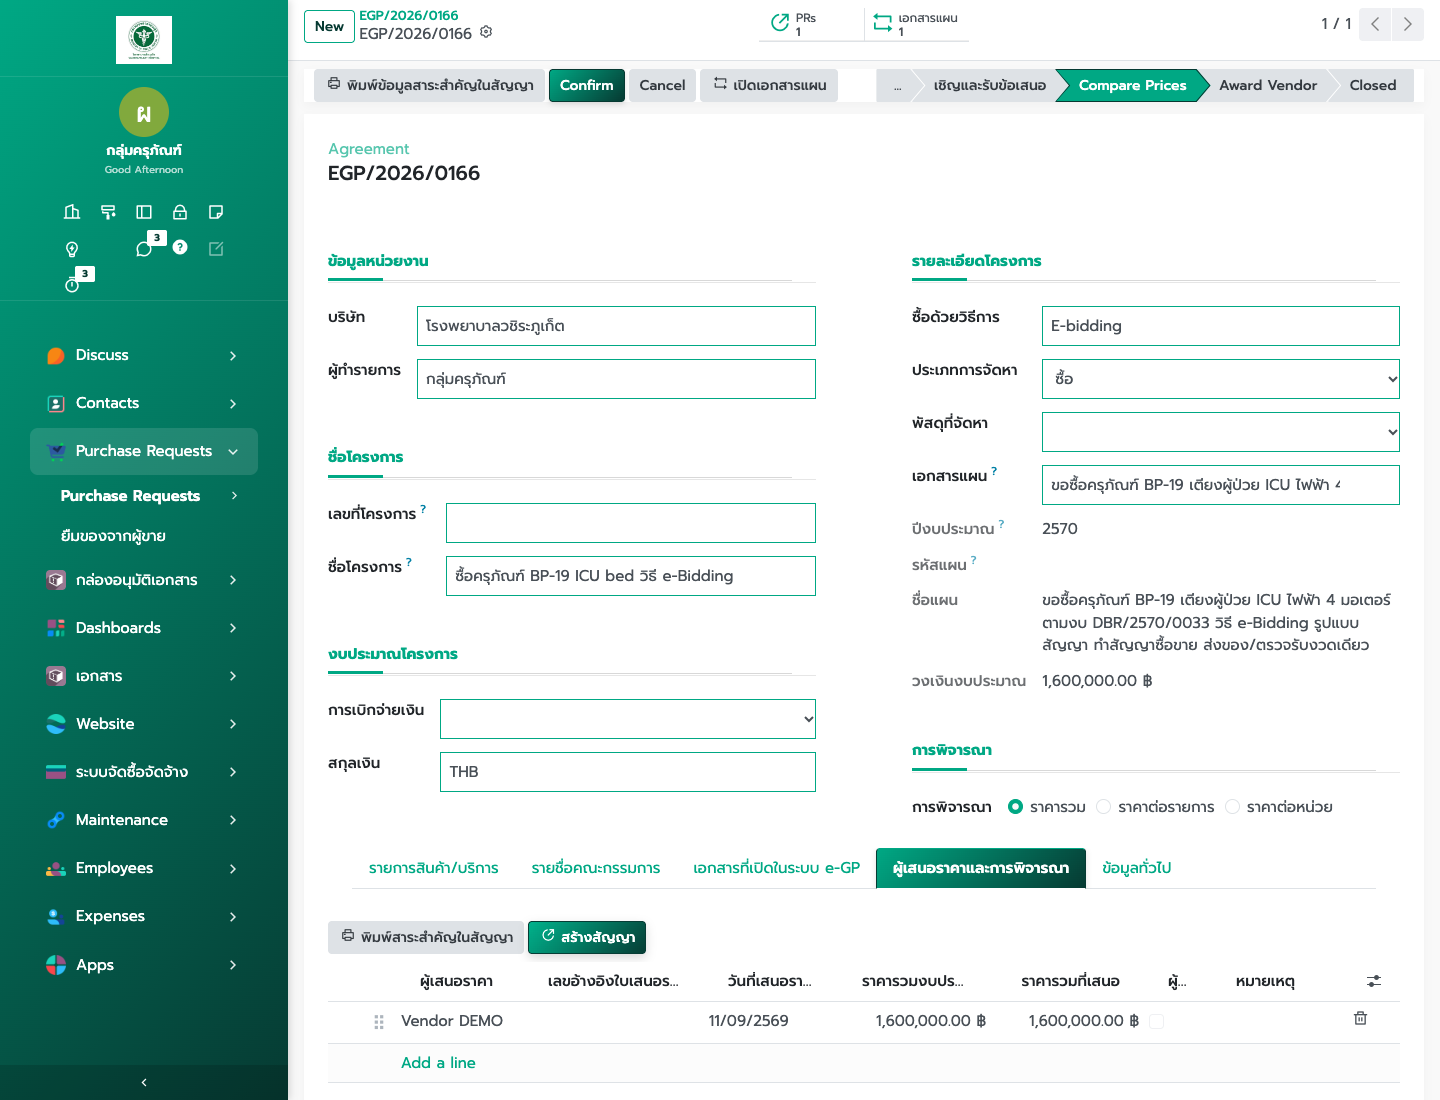 ผ
กลุ่มครุภัณฑ์
Good Afternoon
3
?
3
Discuss
Contacts
Purchase Requests
Purchase Requests
ยืมของจากผู้ขาย
กล่องอนุมัติเอกสาร
Dashboards
เอกสาร
Website
ระบบจัดซื้อจัดจ้าง
Maintenance
Employees
Expenses
Apps
New
EGP/2026/0166
EGP/2026/0166
PRs
1
เอกสารแผน
1
1 / 1
พิมพ์ข้อมูลสาระสำคัญในสัญญา
Confirm
Cancel
เปิดเอกสารแผน
...
เชิญและรับข้อเสนอ
Compare Prices
Award Vendor
Closed
Agreement
EGP/2026/0166
ข้อมูลหน่วยงาน
บริษัท
โรงพยาบาลวชิระภูเก็ต
ผู้ทำรายการ
กลุ่มครุภัณฑ์
ชื่อโครงการ
เลขที่โครงการ ?
ชื่อโครงการ ?
ซื้อครุภัณฑ์ BP-19 ICU bed วิธี e-Bidding
งบประมาณโครงการ
การเบิกจ่ายเงิน
สกุลเงิน
THB
รายละเอียดโครงการ
ซื้อด้วยวิธีการ
E-bidding
ประเภทการจัดหา
ซื้อ
พัสดุที่จัดหา
เอกสารแผน ?
ขอซื้อครุภัณฑ์ BP-19 เตียงผู้ป่วย ICU ไฟฟ้า
ปีงบประมาณ ?
2570
รหัสแผน ?
ชื่อแผน
ขอซื้อครุภัณฑ์ BP-19 เตียงผู้ป่วย ICU ไฟฟ้า 4 มอเตอร์
ตามงบ DBR/2570/0033 วิธี e-Bidding รูปแบบ
สัญญา ทำสัญญาซื้อขาย ส่งของ/ตรวจรับงวดเดียว
วงเงินงบประมาณ
1,600,000.00 ฿
การพิจารณา
การพิจารณา
ราคารวม
ราคาต่อรายการ
ราคาต่อหน่วย
รายการสินค้า/บริการ
รายชื่อคณะกรรมการ
เอกสารที่เปิดในระบบ e-GP
ผู้เสนอราคาและการพิจารณา
ข้อมูลทั่วไป
พิมพ์สาระสำคัญในสัญญา
สร้างสัญญา
ผู้เสนอราคา
เลขอ้างอิงใบเสนอร...
วันที่เสนอรา...
ราคารวมงบปร...
ราคารวมที่เสนอ
ผู้...
หมายเหตุ
Vendor DEMO
11/09/2569
1,600,000.00 ฿
1,600,000.00 ฿
Add a line